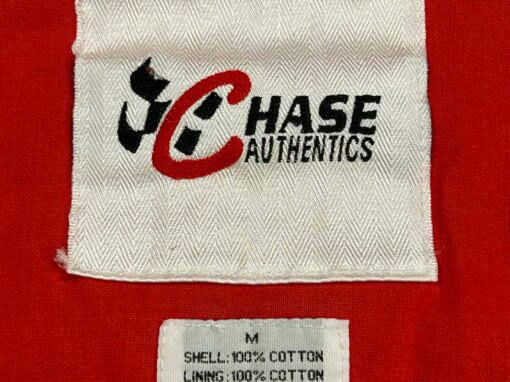 CHASE
AUTHENTICS
M
SHELL: 100% COTTON
LINING: 100% COTTON